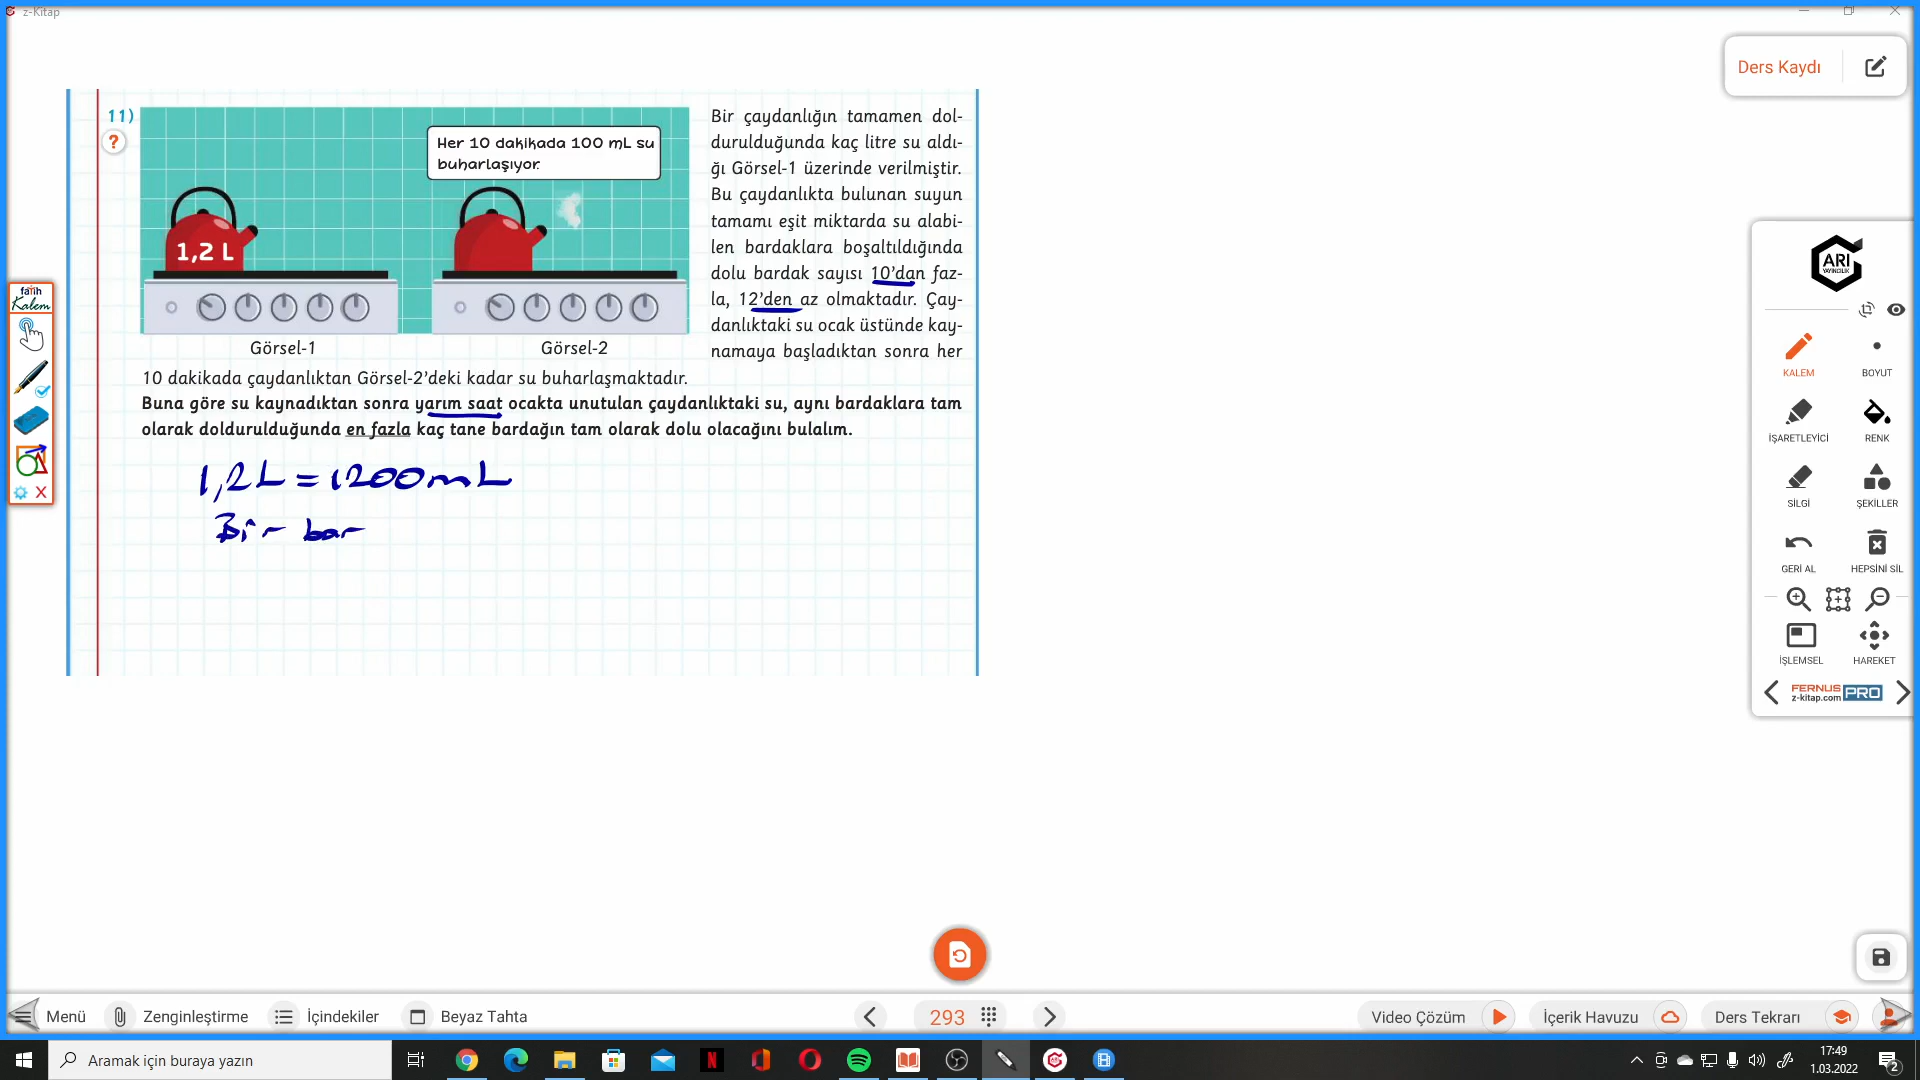 z-Kitap
Ders Kaydı
11)
?
Her 10 dakikada 100 mL su
buharlaşıyor.
1,2 L
Görsel-1
Görsel-2
Bir çaydanlığın tamamen dol-
durulduğunda kaç litre su aldı-
ğı Görsel-1 üzerinde verilmiştir.
Bu çaydanlıkta bulunan suyun
tamamı eşit miktarda su alabi-
len bardaklara boşaltıldığında
dolu bardak sayısı 10'dan faz-
la, 12'den az olmaktadır. Çay-
danlıktaki su ocak üstünde kay-
namaya başladıktan sonra her
10 dakikada çaydanlıktan Görsel-2'deki kadar su buharlaşmaktadır.
Buna göre su kaynadıktan sonra yarım saat ocakta unutulan çaydanlıktaki su, aynı bardaklara tam
olarak doldurulduğunda en fazla kaç tane bardağın tam olarak dolu olacağını bulalım.
1,2 L = 1200 mL
Bir bar
fatih
Kalem
X
ARI
YAYINCILIK
KALEM
BOYUT
İŞARETLEYİCİ
RENK
SİLGİ
ŞEKİLLER
GERİ AL
HEPSİNİ SİL
İŞLEMSEL
HAREKET
FERNUS
z-kitap.com
PRO
Menü
Zenginleştirme
İçindekiler
Beyaz Tahta
293
Video Çözüm
İçerik Havuzu
Ders Tekrarı
Aramak için buraya yazın
N
17:49
1.03.2022
2